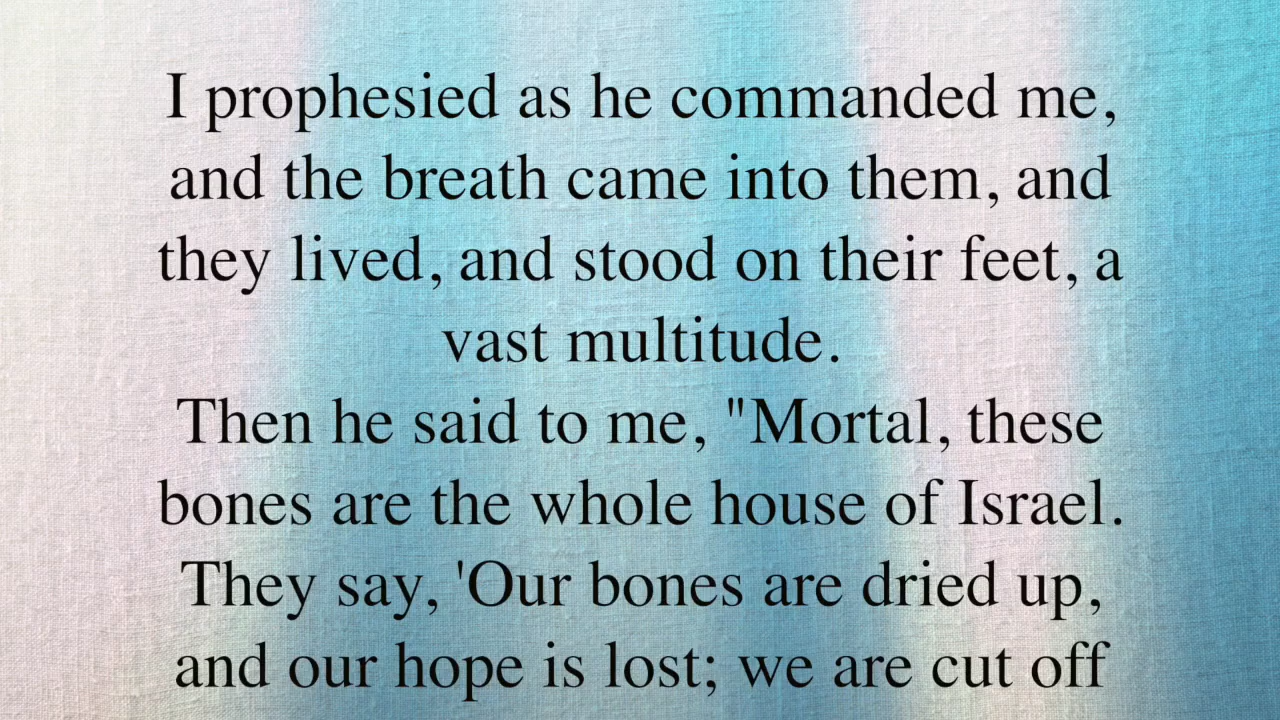 I prophesied as he commanded me,
and the breath came into them, and
they lived, and stood on their feet, a
vast multitude.
Then he said to me, "Mortal, these
bones are the whole house of Israel.
They say, 'Our bones are dried up,
and our hope is lost; we are cut off